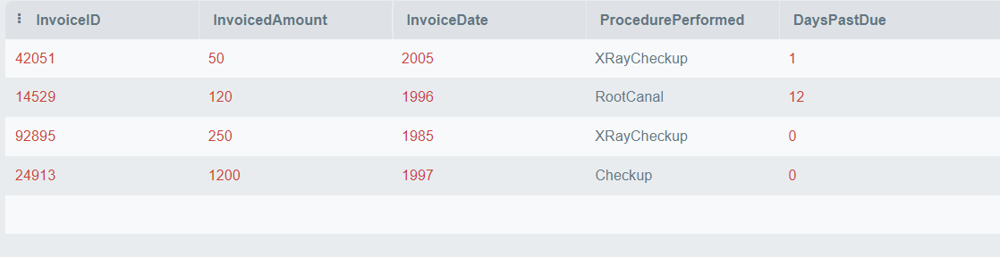 InvoiceID InvoicedAmount InvoiceDate ProcedurePerformed DaysPastDue
42051 50 2005 XRayCheckup 1
14529 120 1996 RootCanal 12
92895 250 1985 XRayCheckup 0
24913 1200 1997 Checkup 0